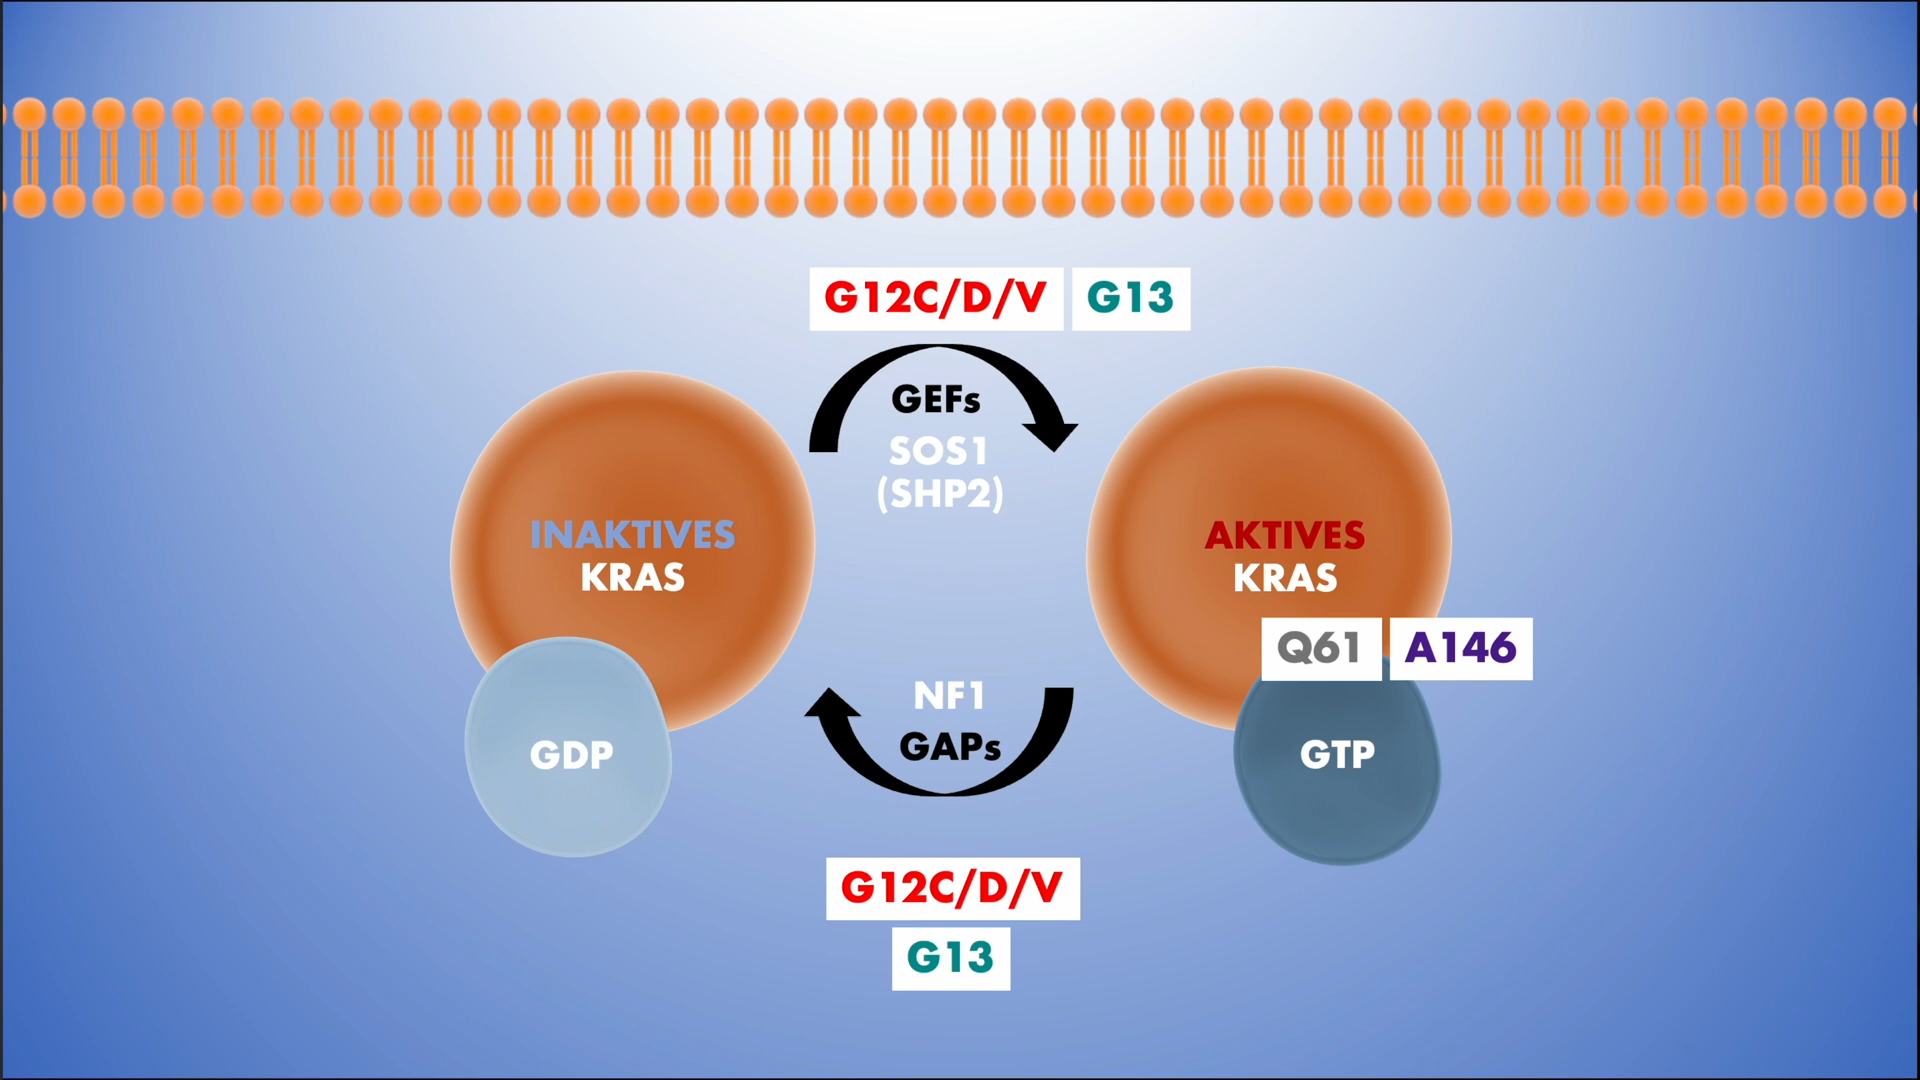 G12C/D/V G13
GEFs
SOS1
(SHP2)
INAKTIVES
KRAS
AKTIVES
KRAS
Q61 A146
GDP
NF1
GAPs
GTP
G12C/D/V
G13